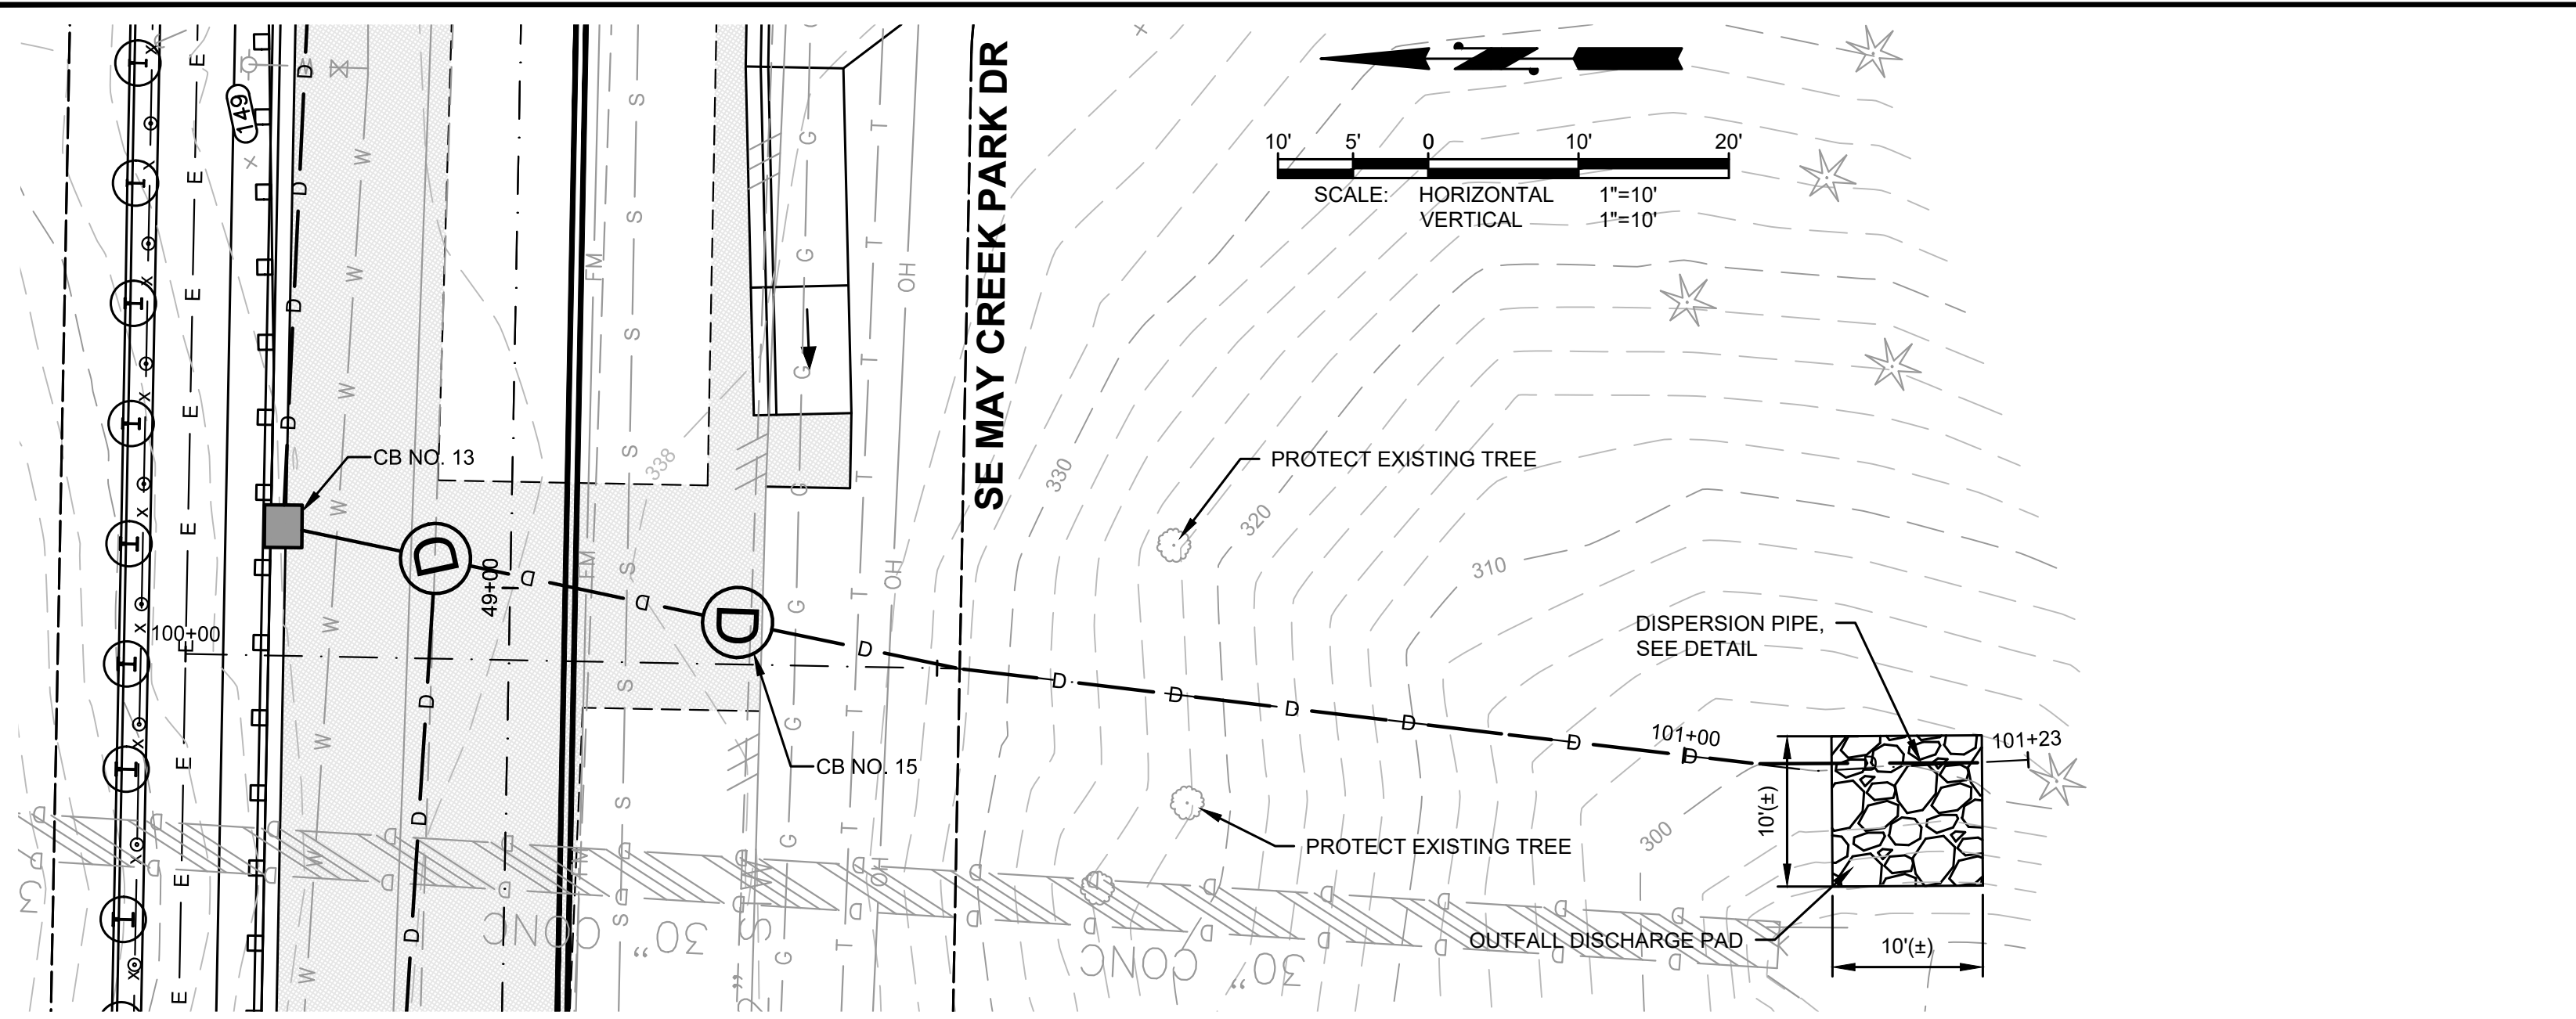 SE MAY CREEK PARK DR
10' 5' 0 10' 20'
SCALE: HORIZONTAL 1"=10'
VERTICAL 1"=10'
149
CB NO. 13
338
330
PROTECT EXISTING TREE
320
49+00
310
100+00
DISPERSION PIPE,
SEE DETAIL
CB NO. 15
101+00
101+23
10'(±)
PROTECT EXISTING TREE
300
OUTFALL DISCHARGE PAD
10'(±)
30" CONC
30" CONC
D
D
E
W
S
G
T
OH
FM